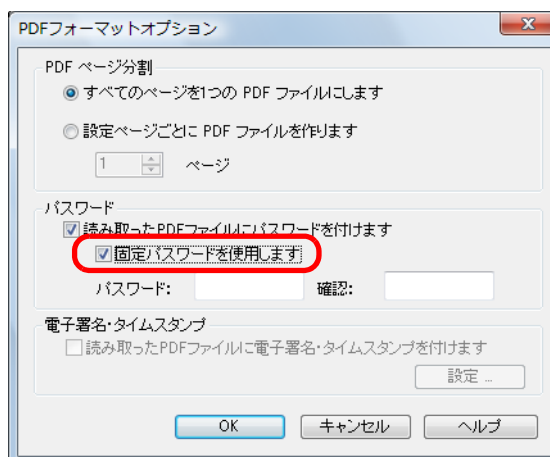 PDFフォーマットオプション
PDF ページ分割
すべてのページを1つの PDF ファイルにします
設定ページごとに PDF ファイルを作ります
1 ページ
パスワード
読み取ったPDFファイルにパスワードを付けます
固定パスワードを使用します
パスワード: 確認:
電子署名・タイムスタンプ
読み取ったPDFファイルに電子署名・タイムスタンプを付けます
設定 ...
OK キャンセル ヘルプ